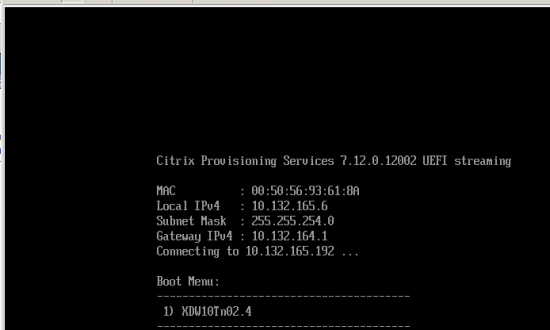 Citrix Provisioning Services 7.12.0.12002 UEFI streaming
MAC : 00:50:56:93:61:8A
Local IPv4 : 10.132.165.6
Subnet Mask : 255.255.254.0
Gateway IPv4 : 10.132.164.1
Connecting to 10.132.165.192 ...
Boot Menu:
----------------------------------------
1) XDW10Tn02.4
----------------------------------------